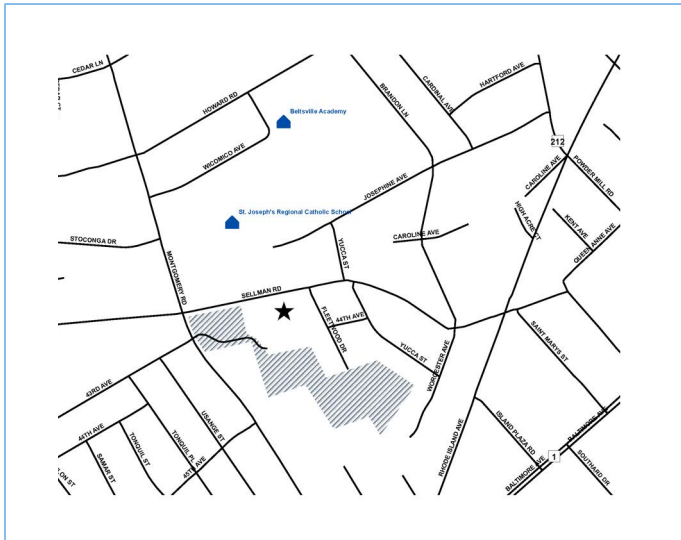 CEDAR LN
HOWARD RD
Beltsville Academy
BRANDON LN
CARDINAL AVE
HARTFORD AVE
212
POWDER MILL RD
WICOMICO AVE
JOSEPHINE AVE
CAROLINE AVE
St. Joseph's Regional Catholic School
HIGH ACRE CT
KENT AVE
QUEEN ANNE AVE
STOCONGA DR
MONTGOMERY RD
YUCCA ST
CAROLINE AVE
SELLMAN RD
FLEETWOOD DR
44TH AVE
YUCCA ST
WORCESTER AVE
SAINT MARYS ST
43RD AVE
USANGE ST
44TH AVE
TONQUIL PL
TONQUIL ST
SAMAR ST
45TH AVE
RHODE ISLAND AVE
ISLAND PLAZA RD
BALTIMORE AVE
1
SOUTHARD DR